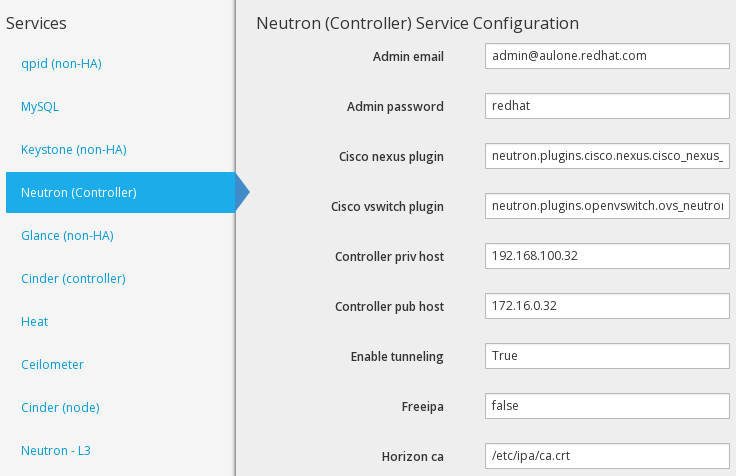 Services
qpid (non-HA)
MySQL
Keystone (non-HA)
Neutron (Controller)
Glance (non-HA)
Cinder (controller)
Heat
Ceilometer
Cinder (node)
Neutron - L3
Neutron (Controller) Service Configuration
Admin email admin@aulone.redhat.com
Admin password redhat
Cisco nexus plugin neutron.plugins.cisco.nexus.cisco_nexus_
Cisco vswitch plugin neutron.plugins.openvswitch.ovs_neutron
Controller priv host 192.168.100.32
Controller pub host 172.16.0.32
Enable tunneling True
Freeipa false
Horizon ca /etc/ipa/ca.crt